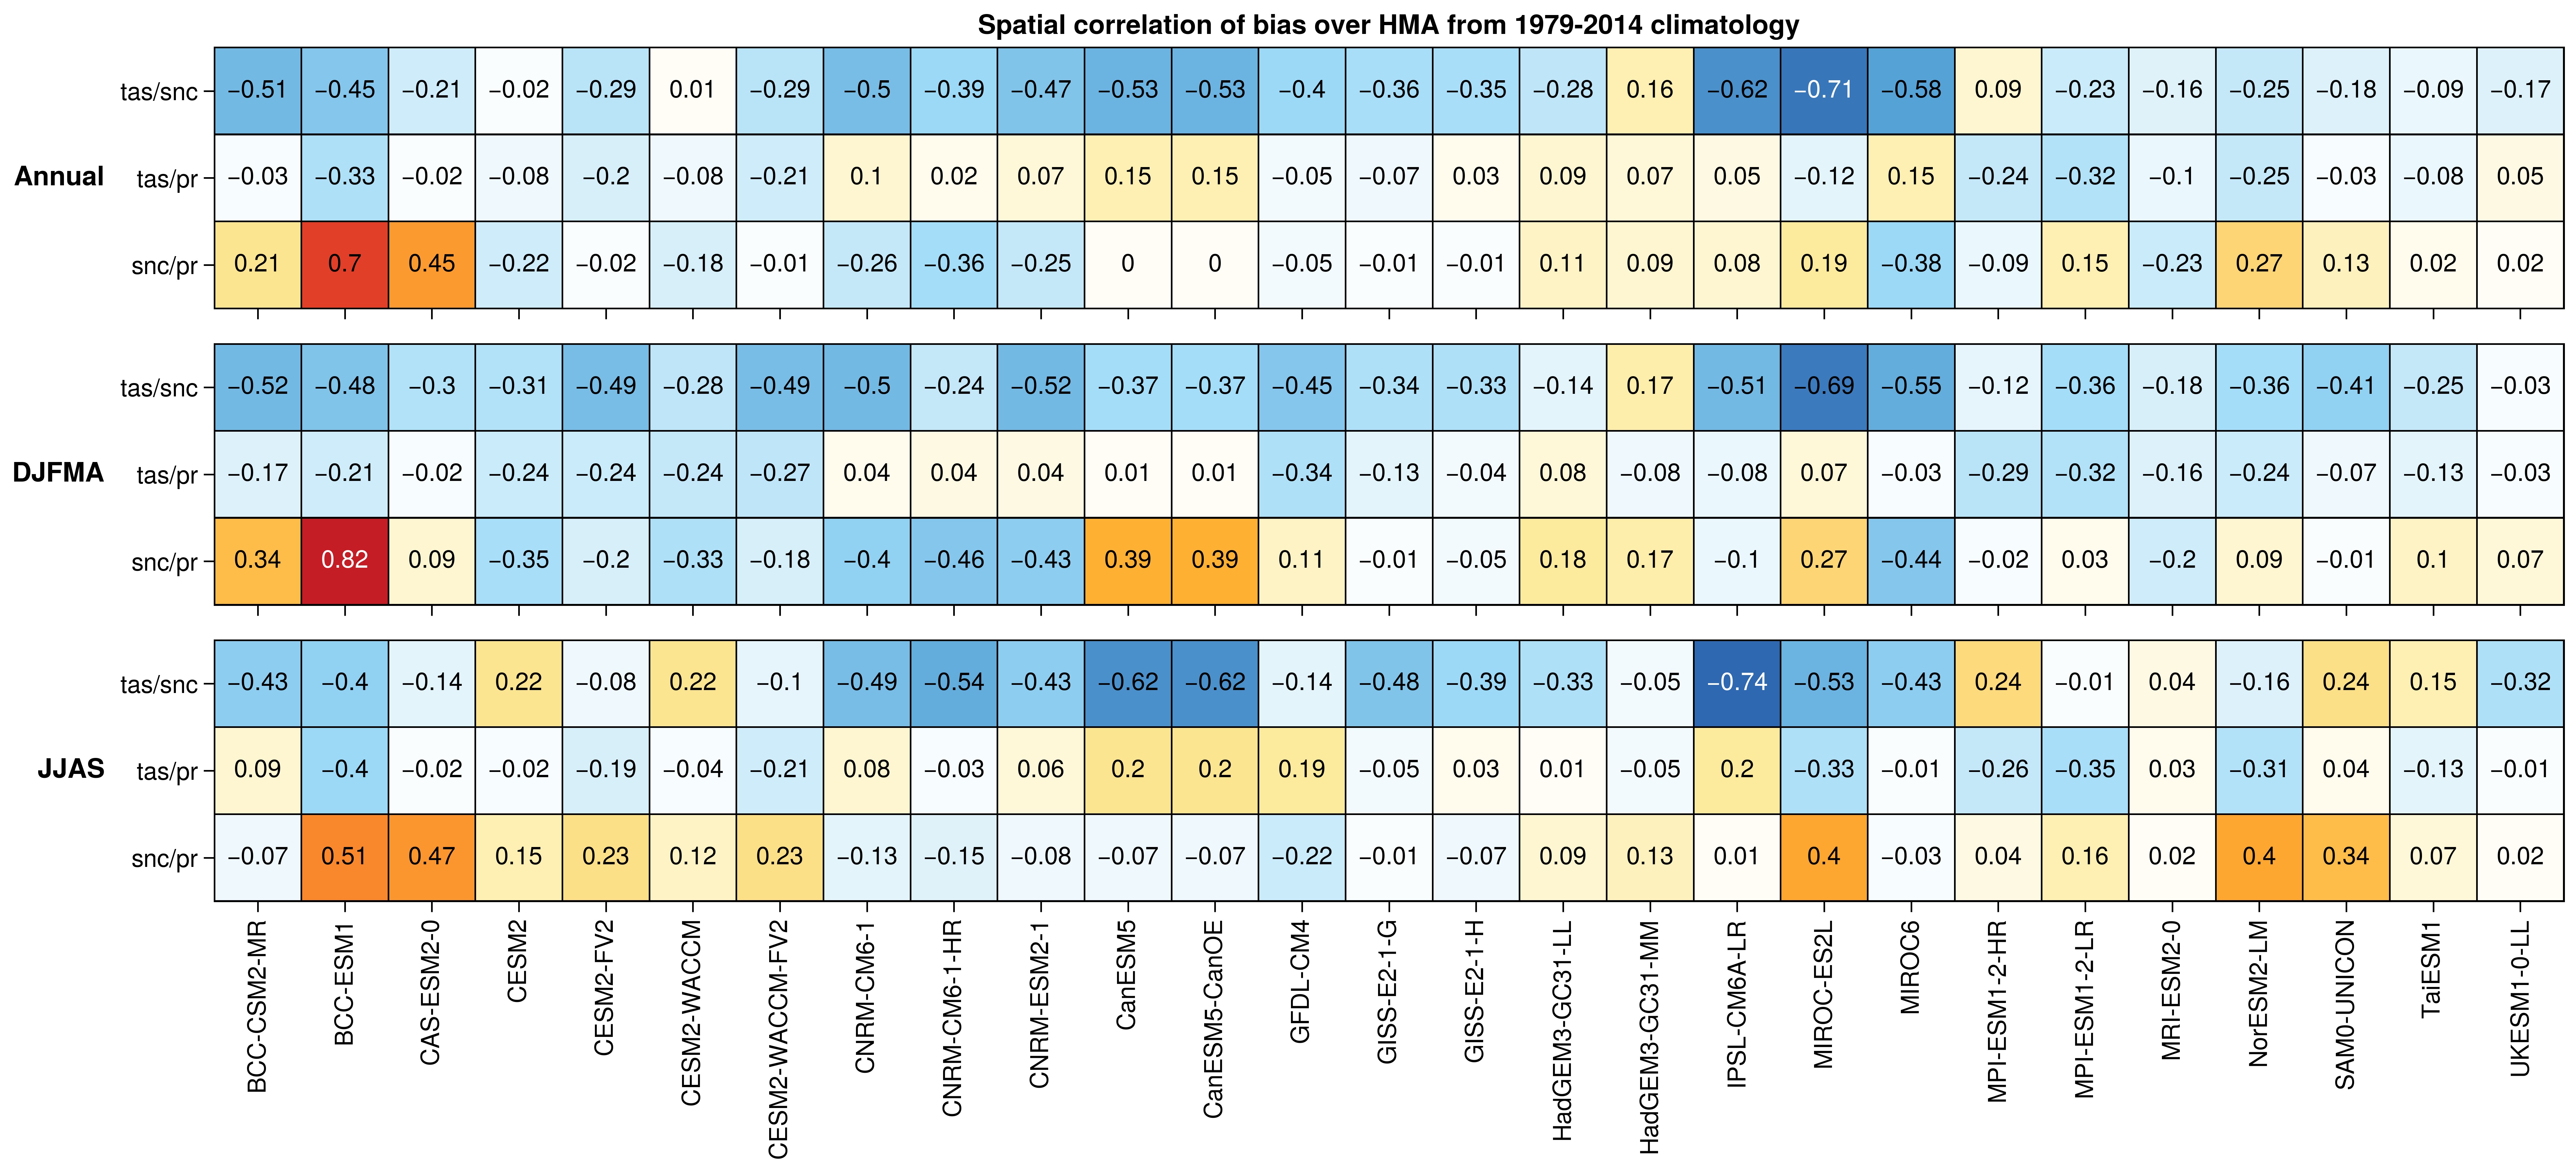 Spatial correlation of bias over HMA from 1979-2014 climatology
tas/snc −0.51 −0.45 −0.21 −0.02 −0.29 0.01 −0.29 −0.5 −0.39 −0.47 −0.53 −0.53 −0.4 −0.36 −0.35 −0.28 0.16 −0.62 −0.71 −0.58 0.09 −0.23 −0.16 −0.25 −0.18 −0.09 −0.17
Annual tas/pr −0.03 −0.33 −0.02 −0.08 −0.2 −0.08 −0.21 0.1 0.02 0.07 0.15 0.15 −0.05 −0.07 0.03 0.09 0.07 0.05 −0.12 0.15 −0.24 −0.32 −0.1 −0.25 −0.03 −0.08 0.05
snc/pr 0.21 0.7 0.45 −0.22 −0.02 −0.18 −0.01 −0.26 −0.36 −0.25 0 0 −0.05 −0.01 −0.01 0.11 0.09 0.08 0.19 −0.38 −0.09 0.15 −0.23 0.27 0.13 0.02 0.02
tas/snc −0.52 −0.48 −0.3 −0.31 −0.49 −0.28 −0.49 −0.5 −0.24 −0.52 −0.37 −0.37 −0.45 −0.34 −0.33 −0.14 0.17 −0.51 −0.69 −0.55 −0.12 −0.36 −0.18 −0.36 −0.41 −0.25 −0.03
DJFMA tas/pr −0.17 −0.21 −0.02 −0.24 −0.24 −0.24 −0.27 0.04 0.04 0.04 0.01 0.01 −0.34 −0.13 −0.04 0.08 −0.08 −0.08 0.07 −0.03 −0.29 −0.32 −0.16 −0.24 −0.07 −0.13 −0.03
snc/pr 0.34 0.82 0.09 −0.35 −0.2 −0.33 −0.18 −0.4 −0.46 −0.43 0.39 0.39 0.11 −0.01 −0.05 0.18 0.17 −0.1 0.27 −0.44 −0.02 0.03 −0.2 0.09 −0.01 0.1 0.07
tas/snc −0.43 −0.4 −0.14 0.22 −0.08 0.22 −0.1 −0.49 −0.54 −0.43 −0.62 −0.62 −0.14 −0.48 −0.39 −0.33 −0.05 −0.74 −0.53 −0.43 0.24 −0.01 0.04 −0.16 0.24 0.15 −0.32
JJAS tas/pr 0.09 −0.4 −0.02 −0.02 −0.19 −0.04 −0.21 0.08 −0.03 0.06 0.2 0.2 0.19 −0.05 0.03 0.01 −0.05 0.2 −0.33 −0.01 −0.26 −0.35 0.03 −0.31 0.04 −0.13 −0.01
snc/pr −0.07 0.51 0.47 0.15 0.23 0.12 0.23 −0.13 −0.15 −0.08 −0.07 −0.07 −0.22 −0.01 −0.07 0.09 0.13 0.01 0.4 −0.03 0.04 0.16 0.02 0.4 0.34 0.07 0.02
BCC-CSM2-MR
BCC-ESM1
CAS-ESM2-0
CESM2
CESM2-FV2
CESM2-WACCM
CESM2-WACCM-FV2
CNRM-CM6-1
CNRM-CM6-1-HR
CNRM-ESM2-1
CanESM5
CanESM5-CanOE
GFDL-CM4
GISS-E2-1-G
GISS-E2-1-H
HadGEM3-GC31-LL
HadGEM3-GC31-MM
IPSL-CM6A-LR
MIROC-ES2L
MIROC6
MPI-ESM1-2-HR
MPI-ESM1-2-LR
MRI-ESM2-0
NorESM2-LM
SAM0-UNICON
TaiESM1
UKESM1-0-LL